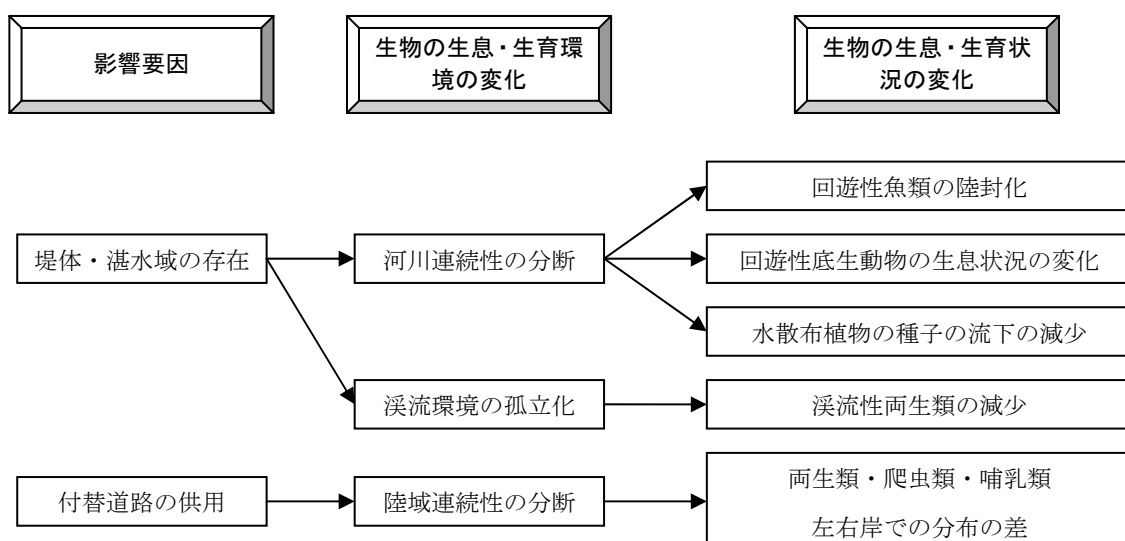 影響要因
生物の生息・生育環
境の変化
生物の生息・生育状
況の変化
回遊性魚類の陸封化
堤体・湛水域の存在
河川連続性の分断
回遊性底生動物の生息状況の変化
水散布植物の種子の流下の減少
渓流環境の孤立化
渓流性両生類の減少
付替道路の供用
陸域連続性の分断
両生類・爬虫類・哺乳類
左右岸での分布の差